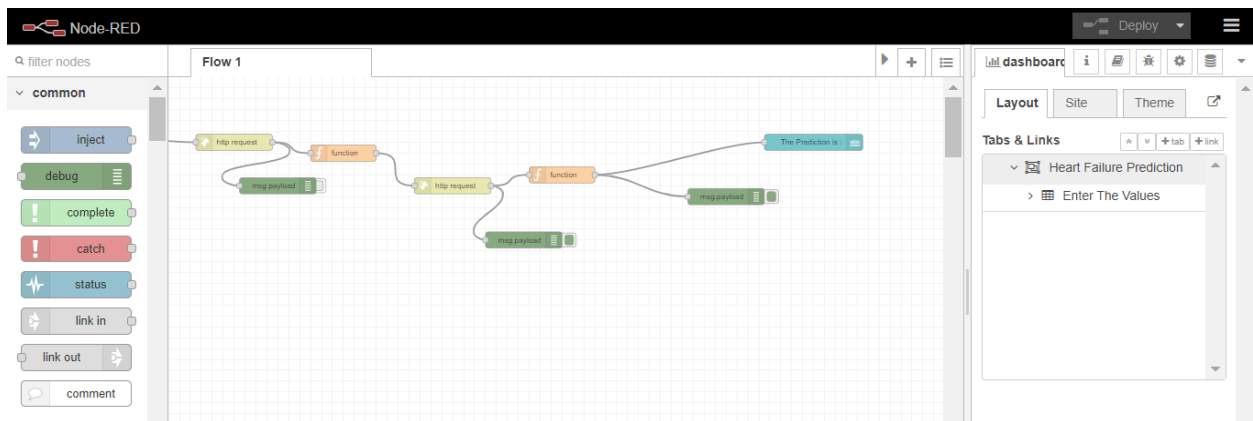 Node-RED
Deploy
filter nodes
Flow 1
dashboard
i
common
Layout
Site
Theme
inject
http request
function
The Prediction is :
Tabs & Links
+ tab
+ link
Heart Failure Prediction
debug
msg.payload
http request
function
msg.payload
Enter The Values
complete
msg.payload
catch
status
link in
link out
comment